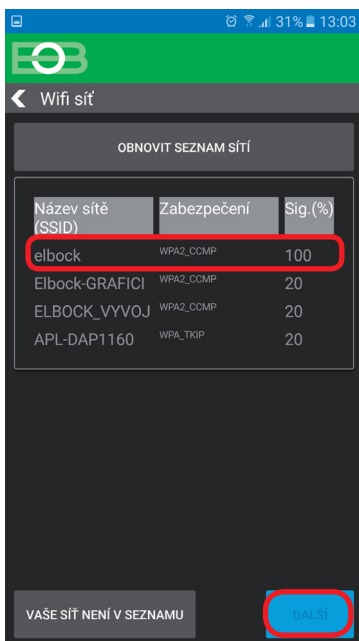 31% 13:03
EOB
Wifi síť
OBNOVIT SEZNAM SÍTÍ
Název sítě (SSID) Zabezpečení Sig.(%)
elbock WPA2_CCMP 100
Elbock-GRAFICI WPA2_CCMP 20
ELBOCK_VYVOJ WPA2_CCMP 20
APL-DAP1160 WPA_TKIP 20
VAŠE SÍŤ NENÍ V SEZNAMU DALŠÍ